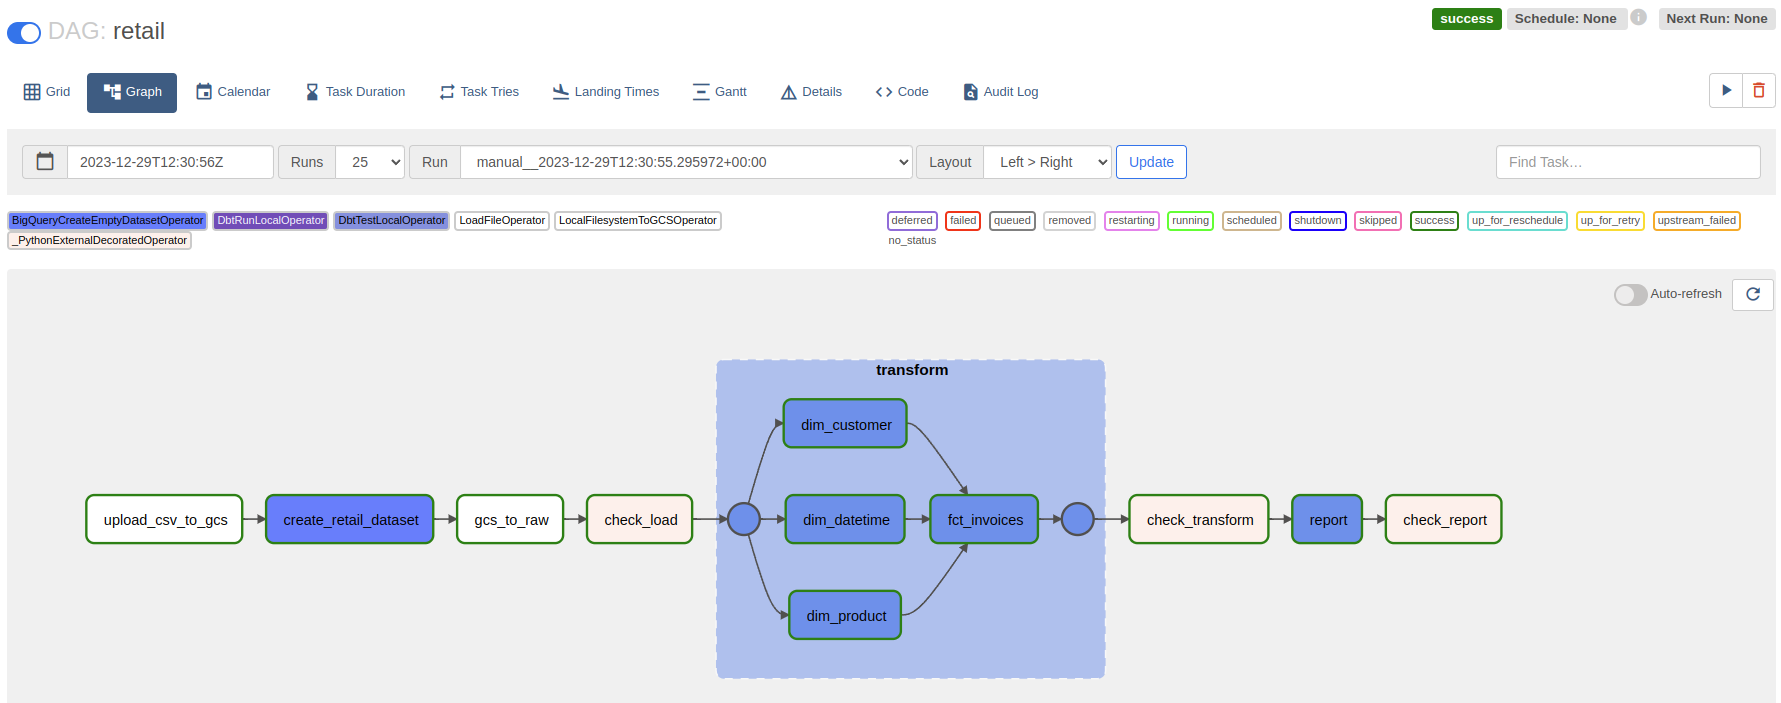 DAG: retail
success Schedule: None Next Run: None
Grid Graph Calendar Task Duration Task Tries Landing Times Gantt Details Code Audit Log
2023-12-29T12:30:56Z Runs 25 Run manual__2023-12-29T12:30:55.295972+00:00 Layout Left > Right Update Find Task…
BigQueryCreateEmptyDatasetOperator DbtRunLocalOperator DbtTestLocalOperator LoadFileOperator LocalFilesystemToGCSOperator
_PythonExternalDecoratedOperator
deferred failed queued removed restarting running scheduled shutdown skipped success up_for_reschedule up_for_retry upstream_failed
no_status
Auto-refresh
transform
dim_customer
upload_csv_to_gcs create_retail_dataset gcs_to_raw check_load dim_datetime fct_invoices check_transform report check_report
dim_product